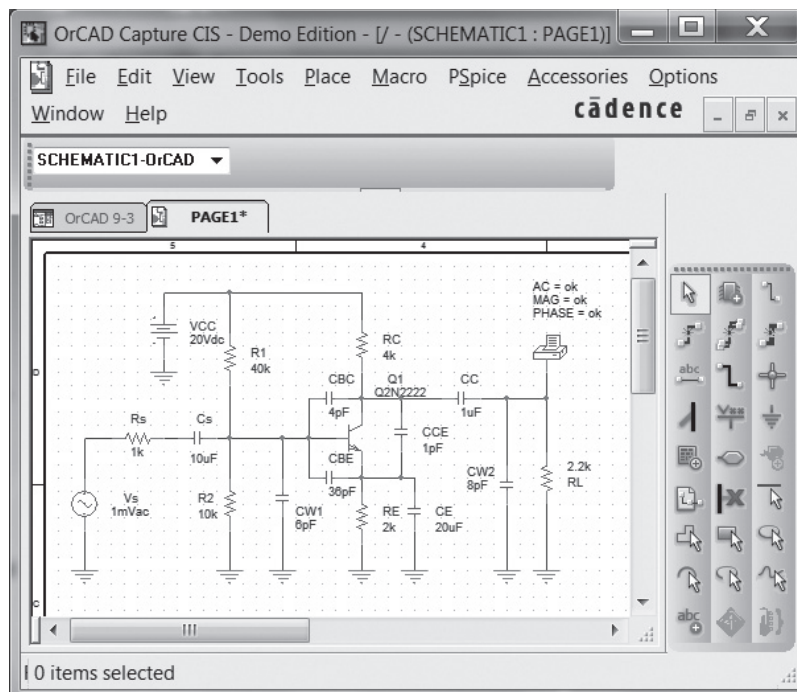 OrCAD Capture CIS - Demo Edition - [/ - (SCHEMATIC1 : PAGE1)]
File Edit View Tools Place Macro PSpice Accessories Options
Window Help
cādence
SCHEMATIC1-OrCAD
OrCAD 9-3
PAGE1*
5
4
AC = ok
MAG = ok
PHASE = ok
VCC
20Vdc
R1
40k
RC
4k
CBC
4pF
Q1
Q2N2222
CC
1uF
Rs
1k
Cs
10uF
CCE
1pF
CBE
36pF
CW2
8pF
2.2k
RL
Vs
1mVac
R2
10k
CW1
6pF
RE
2k
CE
20uF
D
C
abc
abc
0 items selected